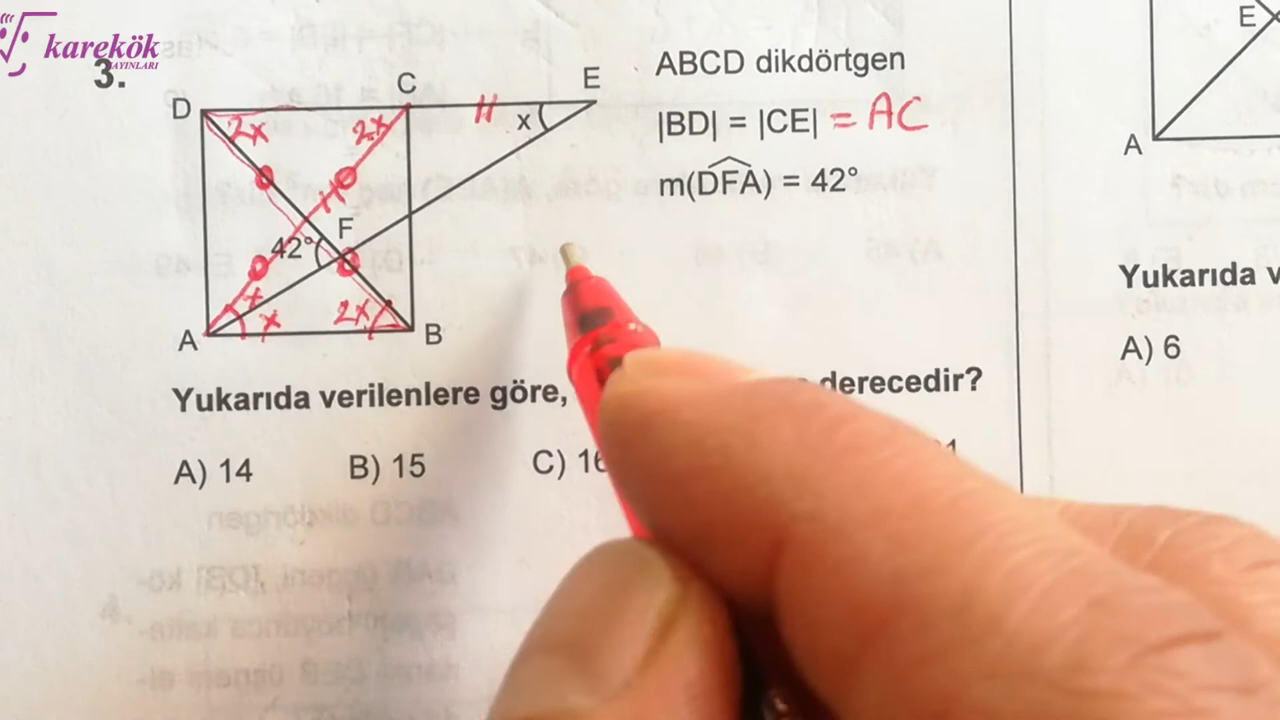 karekök
YAYINLARI
3.
D
C
E
x
2x
2x
F
42°
x
x
2x
A
B
ABCD dikdörtgen
|BD| = |CE| = AC
m(DFA) = 42°
Yukarıda verilenlere göre, derecedir?
A) 14
B) 15
C) 16
E
A
Yukarıda
A) 6